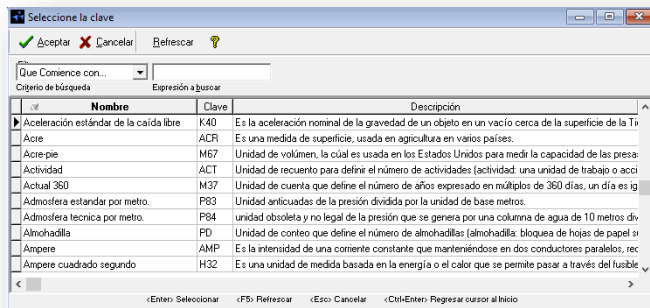 Seleccione la clave
Aceptar Cancelar Refrescar
Que Comience con...
Criterio de búsqueda Expresión a buscar
Nombre Clave Descripción
Aceleración estándar de la caída libre K40 Es la aceleración nominal de la gravedad de un objeto en un vacío cerca de la superficie de la
Acre ACR Es una medida de superficie, usada en agricultura en varios países.
Acre-pie M67 Unidad de volúmen, la cúal es usada en los Estados Unidos para medir la capacidad de las presas
Actividad ACT Unidad de recuento para definir el número de actividades (actividad: una unidad de trabajo o acci
Actual 360 M37 Unidad de cuenta que define el número de años expresado en múltiplos de 360 días, un día es ig
Admosfera estandar por metro. P83 Unidad anticuadas de la presión dividida por la unidad de base metros.
Admosfera tecnica por metro. P84 unidad obsoleta y no legal de la presión que se genera por una columna de agua de 10 metros div
Almohadilla PD Unidad de conteo que define el número de almohadillas (almohadilla: bloquea de hojas de papel
Ampere AMP Es la intensidad de una corriente constante que manteniéndose en dos conductores paralelos, rec
Ampere cuadrado segundo H32 Es una unidad de medida basada en la energía o el calor que se permite pasar a través del fusible
<Enter> Seleccionar <F5> Refrescar <Esc> Cancelar <Ctrl+Enter> Regresar cursor al Inicio